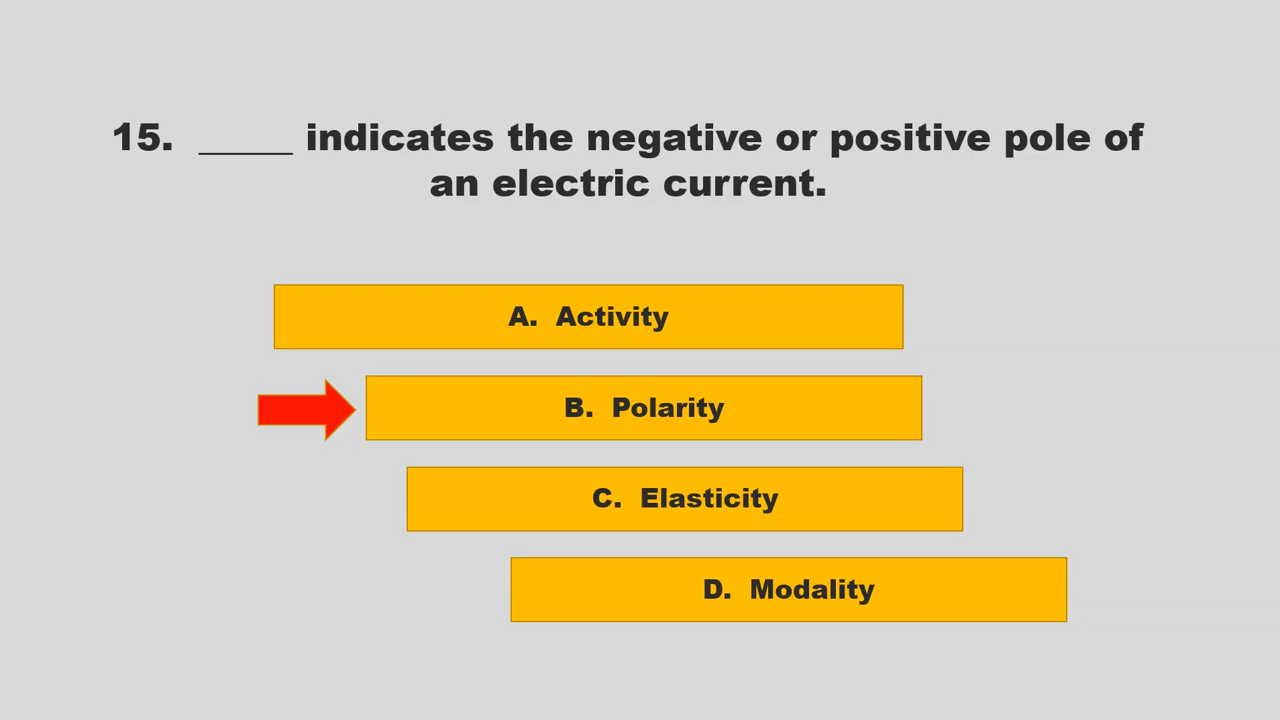 15. _____ indicates the negative or positive pole of
an electric current.
A. Activity
B. Polarity
C. Elasticity
D. Modality